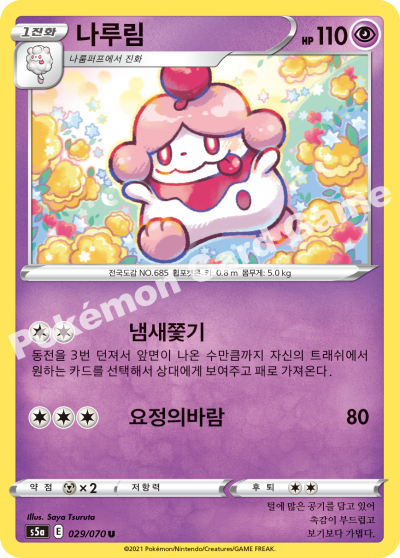 1진화
나루림
HP 110
나룸퍼프에서 진화
전국도감 NO.685 휩포켓몬 키: 0.8 m 몸무게: 5.0 kg
Pokémon Card Game
냄새쫓기
동전을 3번 던져서 앞면이 나온 수만큼까지 자신의 트래쉬에서
원하는 카드를 선택해서 상대에게 보여주고 패로 가져온다.
요정의바람 80
약점 ×2 저항력 후퇴
Illus. Saya Tsuruta
s5a E 029/070 U
털에 많은 공기를 담고 있어
촉감이 부드럽고
보기보다 가볍다.
©2021 Pokémon/Nintendo/Creatures/GAME FREAK.